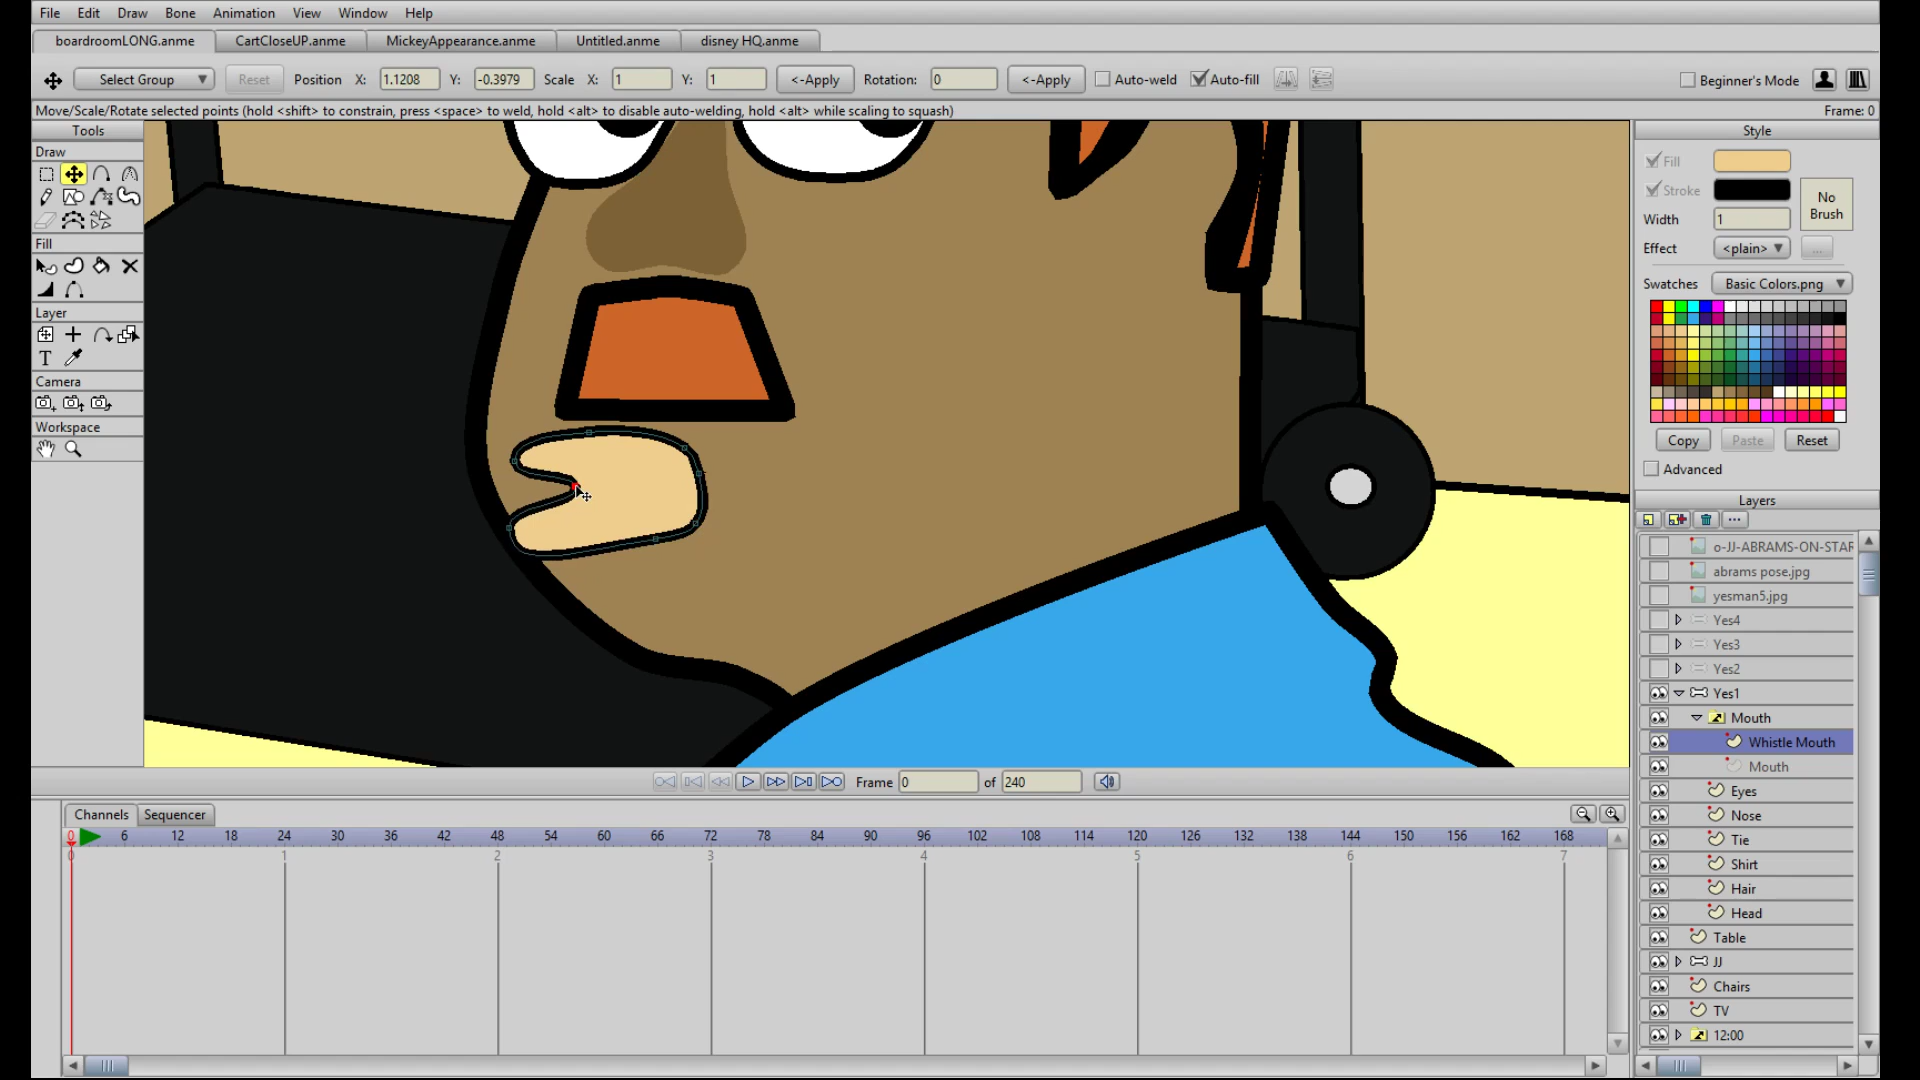 File Edit Draw Bone Animation View Window Help
boardroomLONG.anme CartCloseUP.anme MickeyAppearance.anme Untitled.anme disney HQ.anme
Select Group Reset Position X: 1.1208 Y: -0.3979 Scale X: 1 Y: 1 <-Apply Rotation: 0 <-Apply Auto-weld Auto-fill Beginner's Mode
Move/Scale/Rotate selected points (hold <shift> to constrain, press <space> to weld, hold <alt> to disable auto-welding, hold <alt> while scaling to squash) Frame: 0
Tools
Draw
Fill
Layer
T
Camera
Workspace
Style
Fill
Stroke
No
Brush
Width 1
Effect <plain> ...
Swatches Basic Colors.png
Copy Paste Reset
Advanced
Layers
o-JJ-ABRAMS-ON-STAR
abrams pose.jpg
yesman5.jpg
Yes4
Yes3
Yes2
Yes1
Mouth
Whistle Mouth
Mouth
Eyes
Nose
Tie
Shirt
Hair
Head
Table
JJ
Chairs
TV
12:00
Frame 0 of 240
Channels Sequencer
0 6 12 18 24 30 36 42 48 54 60 66 72 78 84 90 96 102 108 114 120 126 132 138 144 150 156 162 168
0 1 2 3 4 5 6 7